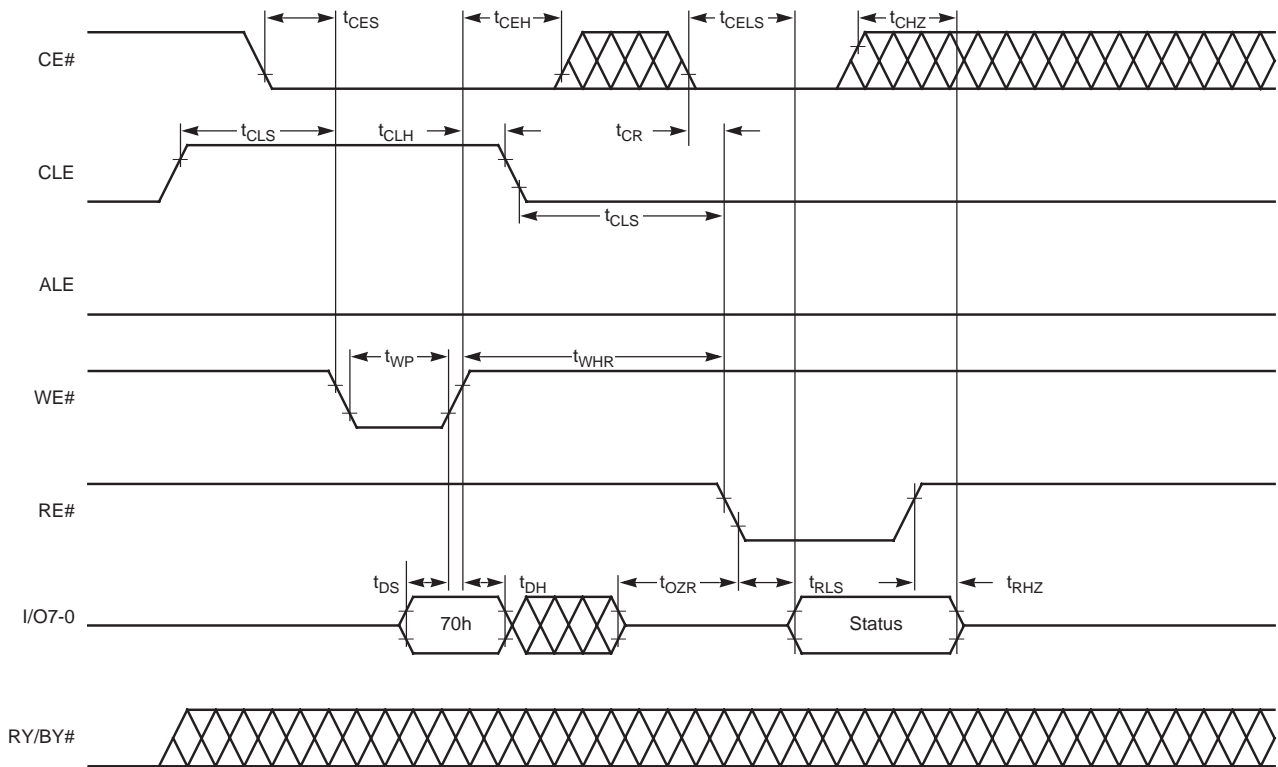 tCES tCEH tCELS tCHZ
CE#
tCLS tCLH tCR
CLE
tCLS
ALE
tWP tWHR
WE#
RE#
tDS tDH tOZR tRLS tRHZ
I/O7-0 70h Status
RY/BY#